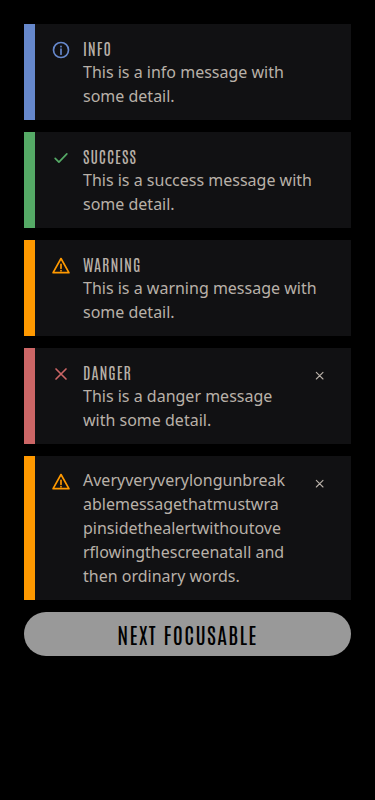 INFO
This is a info message with
some detail.
SUCCESS
This is a success message with
some detail.
WARNING
This is a warning message with
some detail.
DANGER
This is a danger message
with some detail.
Averyveryverylongunbreak
ablemessagethatmustwra
pinsidethealertwithoutove
rflowingthescreenatall and
then ordinary words.
NEXT FOCUSABLE